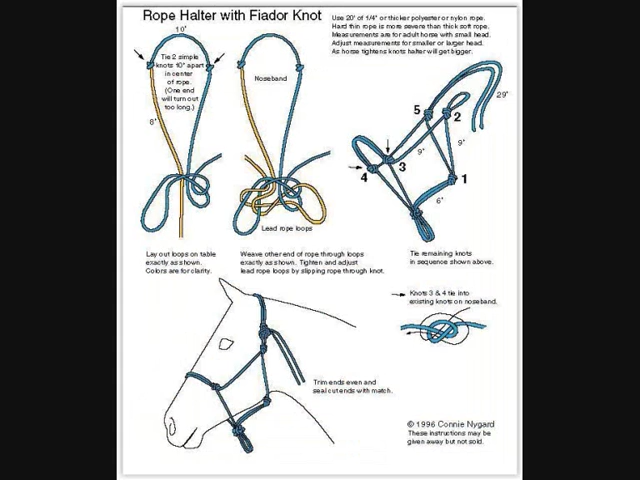 Rope Halter with Fiador Knot
Use 20' of 1/4" or thicker polyester or nylon rope.
Hard thin rope is more severe than thick soft rope.
Measurements are for adult horse with small head.
Adjust measurements for smaller or larger head.
As horse tightens knots halter will get bigger.
10"
Tie 2 simple
knots 10" apart
in center
of rope.
(One end
will turn out
too long.)
8"
Noseband
Lead rope loops
29"
5
2
9"
9"
3
4
1
6"
Lay out loops on table
exactly as shown.
Colors are for clarity.
Weave other end of rope through loops
exactly as shown. Tighten and adjust
lead rope loops by slipping rope through knot.
Tie remaining knots
in sequence shown above.
Knots 3 & 4 tie into
existing knots on noseband.
Trim ends even and
seal cut ends with match.
© 1996 Connie Nygard
These instructions may be
given away but not sold.